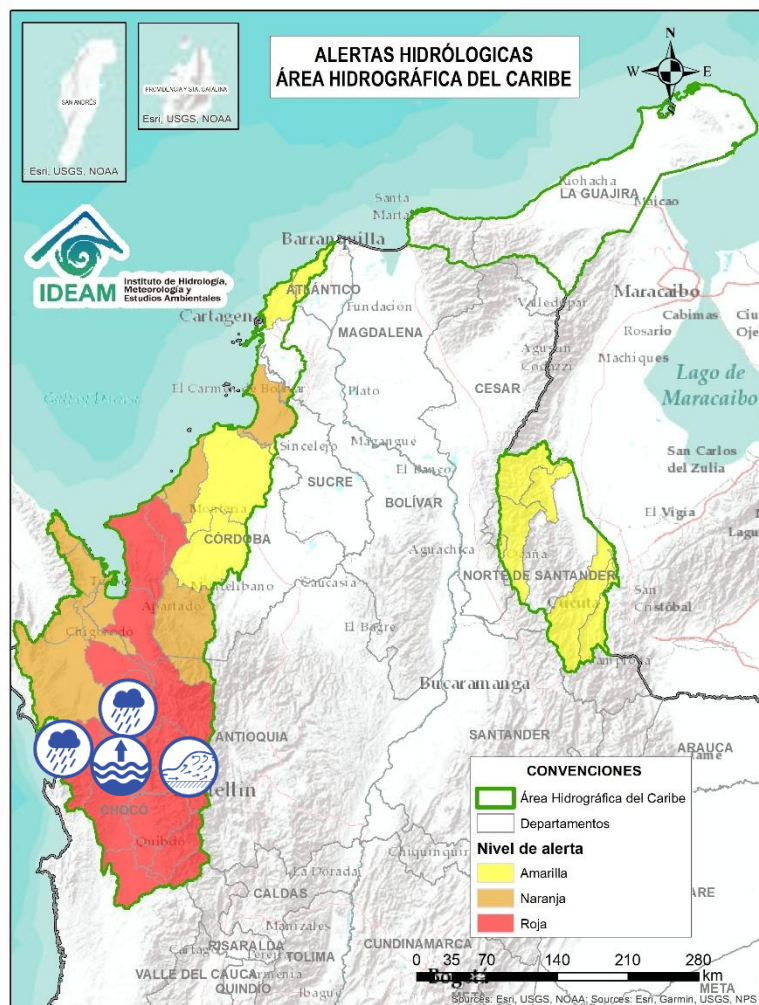 ALERTAS HIDRÓLOGICAS
ÁREA HIDROGRÁFICA DEL CARIBE
N
W
E
S
SAN ANDRÉS
Esri, USGS, NOAA
PROVIDENCIA Y STA. CATALINA
Esri, USGS, NOAA
IDEAM
Instituto de Hidrología,
Meteorología y
Estudios Ambientales
Riohacha
LA GUAJIRA
Maicao
Santa
Marta
Barranquilla
ATLÁNTICO
Cartagena
Fundación
MAGDALENA
Valledupar
Maracaibo
Cabimas
Rosario
Machiques
Agustín
Codazzi
CESAR
Lago de
Maracaibo
El Carmen de Bolívar
Plato
Sincelejo
Magangué
SUCRE
El Banco
BOLÍVAR
San Carlos
del Zulia
El Vigía
Montería
CÓRDOBA
Aguachica
Ocaña
NORTE DE SANTANDER
Cúcuta
San
Cristóbal
Montelíbano
Caucasia
Apartadó
Chigorodó
El Bagre
Pamplona
Bucaramanga
ANTIOQUIA
SANTANDER
ARAUCA
CHOCÓ
Quibdó
La Dorada
CALDAS
Manizales
RISARALDA
TOLIMA
VALLE DEL CAUCA
Armenia
QUINDÍO
Ibagué
CUNDINAMARCA
Bogotá
META
META
CONVENCIONES
Área Hidrográfica del Caribe
Departamentos
Nivel de alerta
Amarilla
Naranja
Roja
0 35 70 140 210 280
km
Sources: Esri, USGS, NOAA; Sources: Esri, Garmin, USGS, NPS